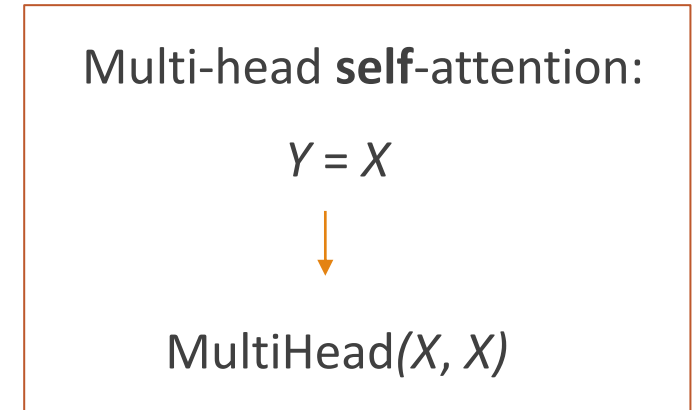 Multi-head self-attention:
Y = X
MultiHead(X, X)